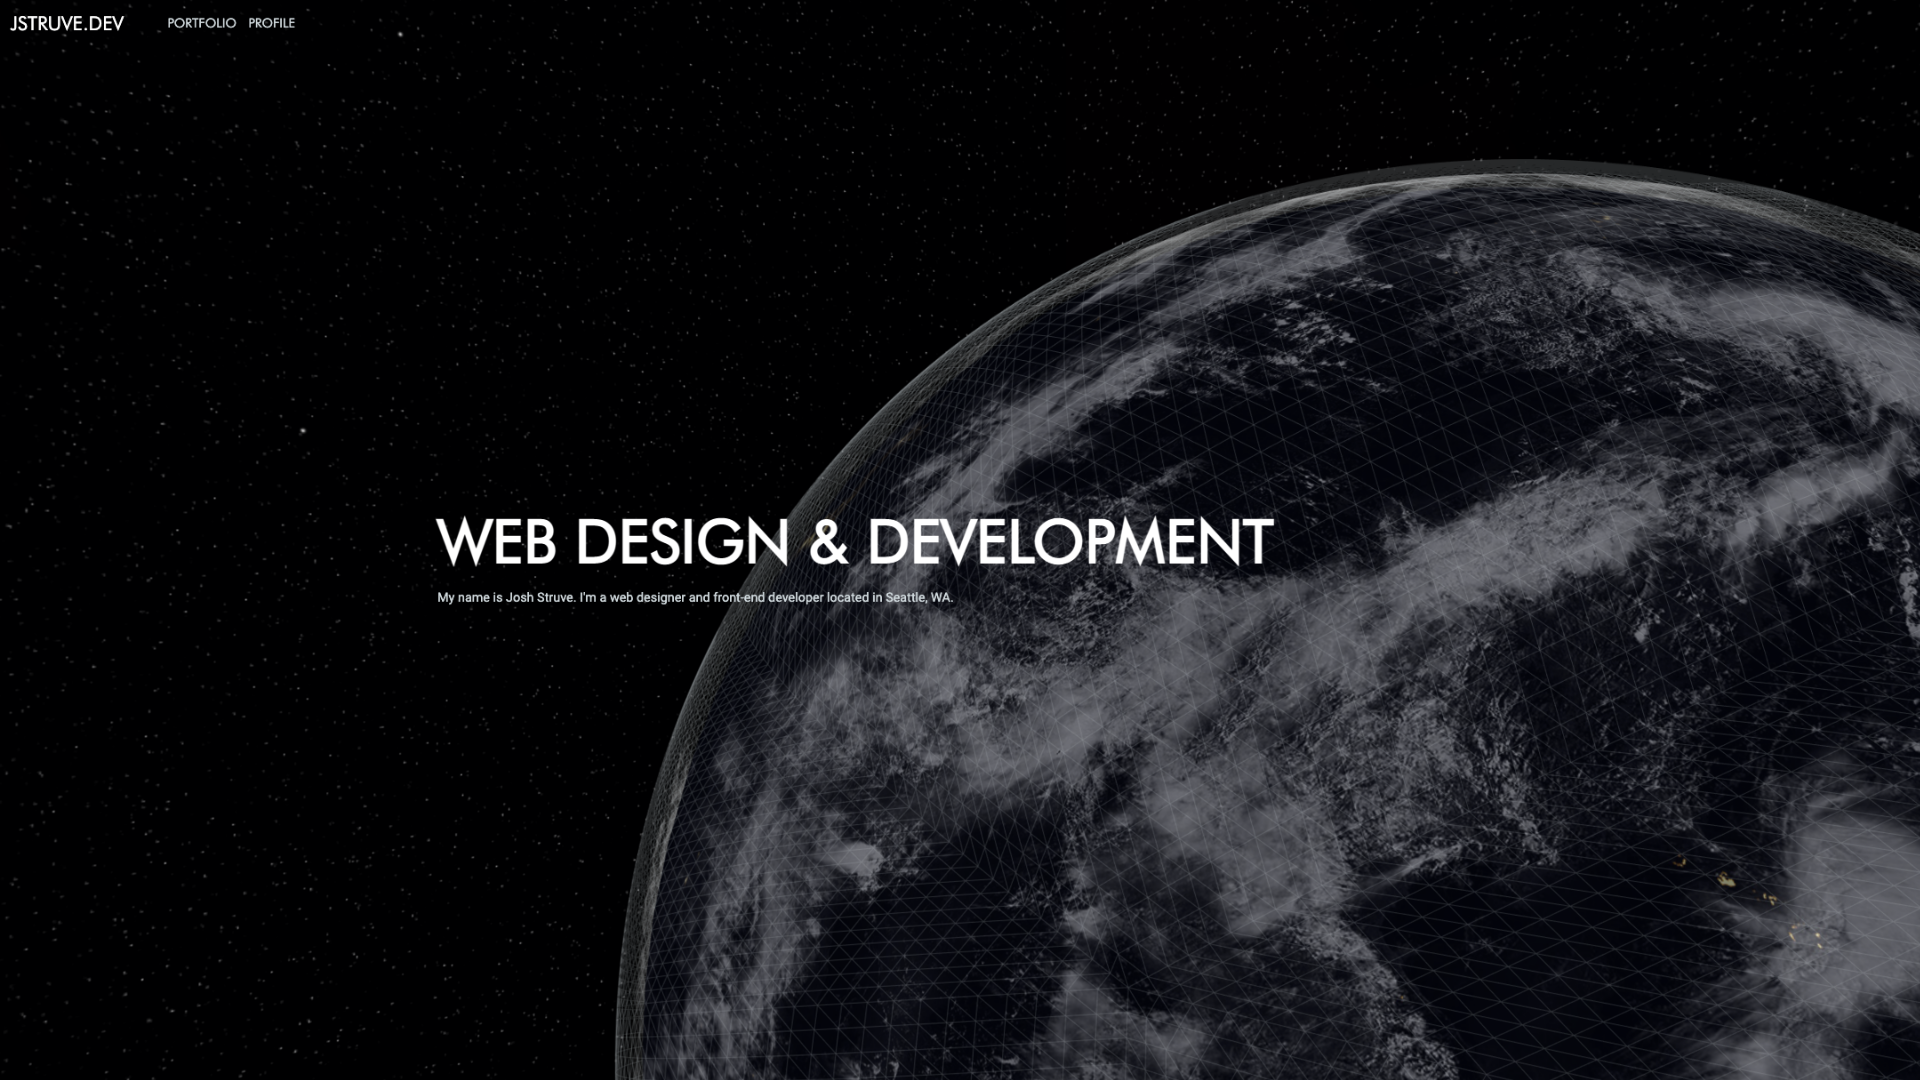 JSTRUVE.DEV PORTFOLIO PROFILE
WEB DESIGN & DEVELOPMENT
My name is Josh Struve. I'm a web designer and front-end developer located in Seattle, WA.